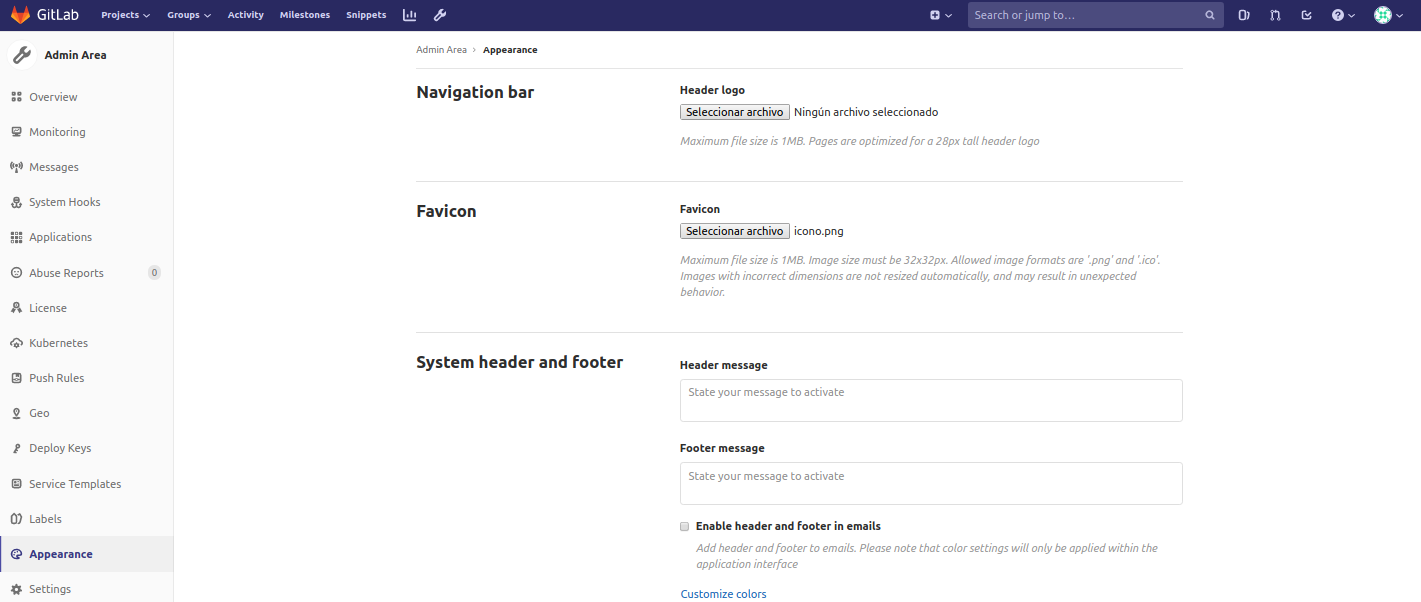 GitLab Projects Groups Activity Milestones Snippets Search or jump to...
Admin Area
Overview
Monitoring
Messages
System Hooks
Applications
Abuse Reports 0
License
Kubernetes
Push Rules
Geo
Deploy Keys
Service Templates
Labels
Appearance
Settings
Admin Area › Appearance
Navigation bar
Header logo
Seleccionar archivo Ningún archivo seleccionado
Maximum file size is 1MB. Pages are optimized for a 28px tall header logo
Favicon
Favicon
Seleccionar archivo icono.png
Maximum file size is 1MB. Image size must be 32x32px. Allowed image formats are '.png' and '.ico'.
Images with incorrect dimensions are not resized automatically, and may result in unexpected
behavior.
System header and footer
Header message
State your message to activate
Footer message
State your message to activate
Enable header and footer in emails
Add header and footer to emails. Please note that color settings will only be applied within the
application interface
Customize colors